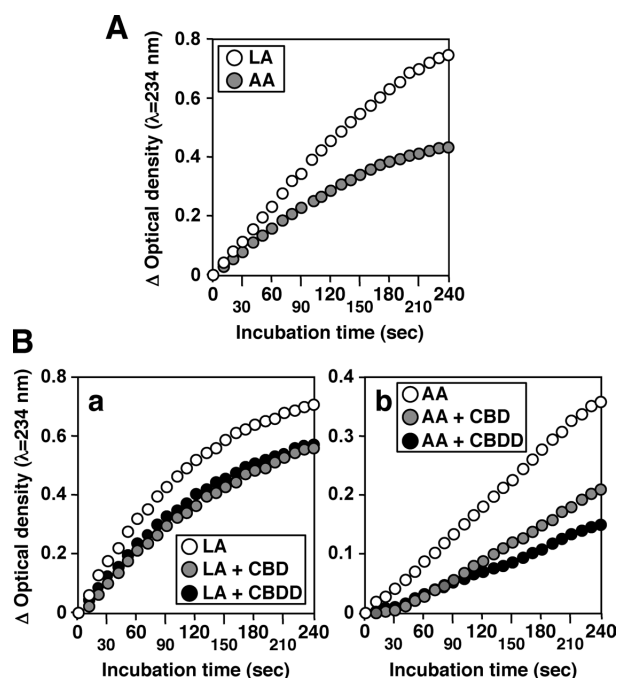 A
Δ Optical density (λ=234 nm)
0.8
0.6
0.4
0.2
0
LA
AA
0 60 120 180 240
30 90 150 210
Incubation time (sec)
B
Δ Optical density (λ=234 nm)
a
0.8
0.6
0.4
0.2
0
LA
LA + CBD
LA + CBDD
0 60 120 180 240
30 90 150 210
Incubation time (sec)
b
0.4
0.3
0.2
0.1
0
AA
AA + CBD
AA + CBDD
0 60 120 180 240
30 90 150 210
Incubation time (sec)